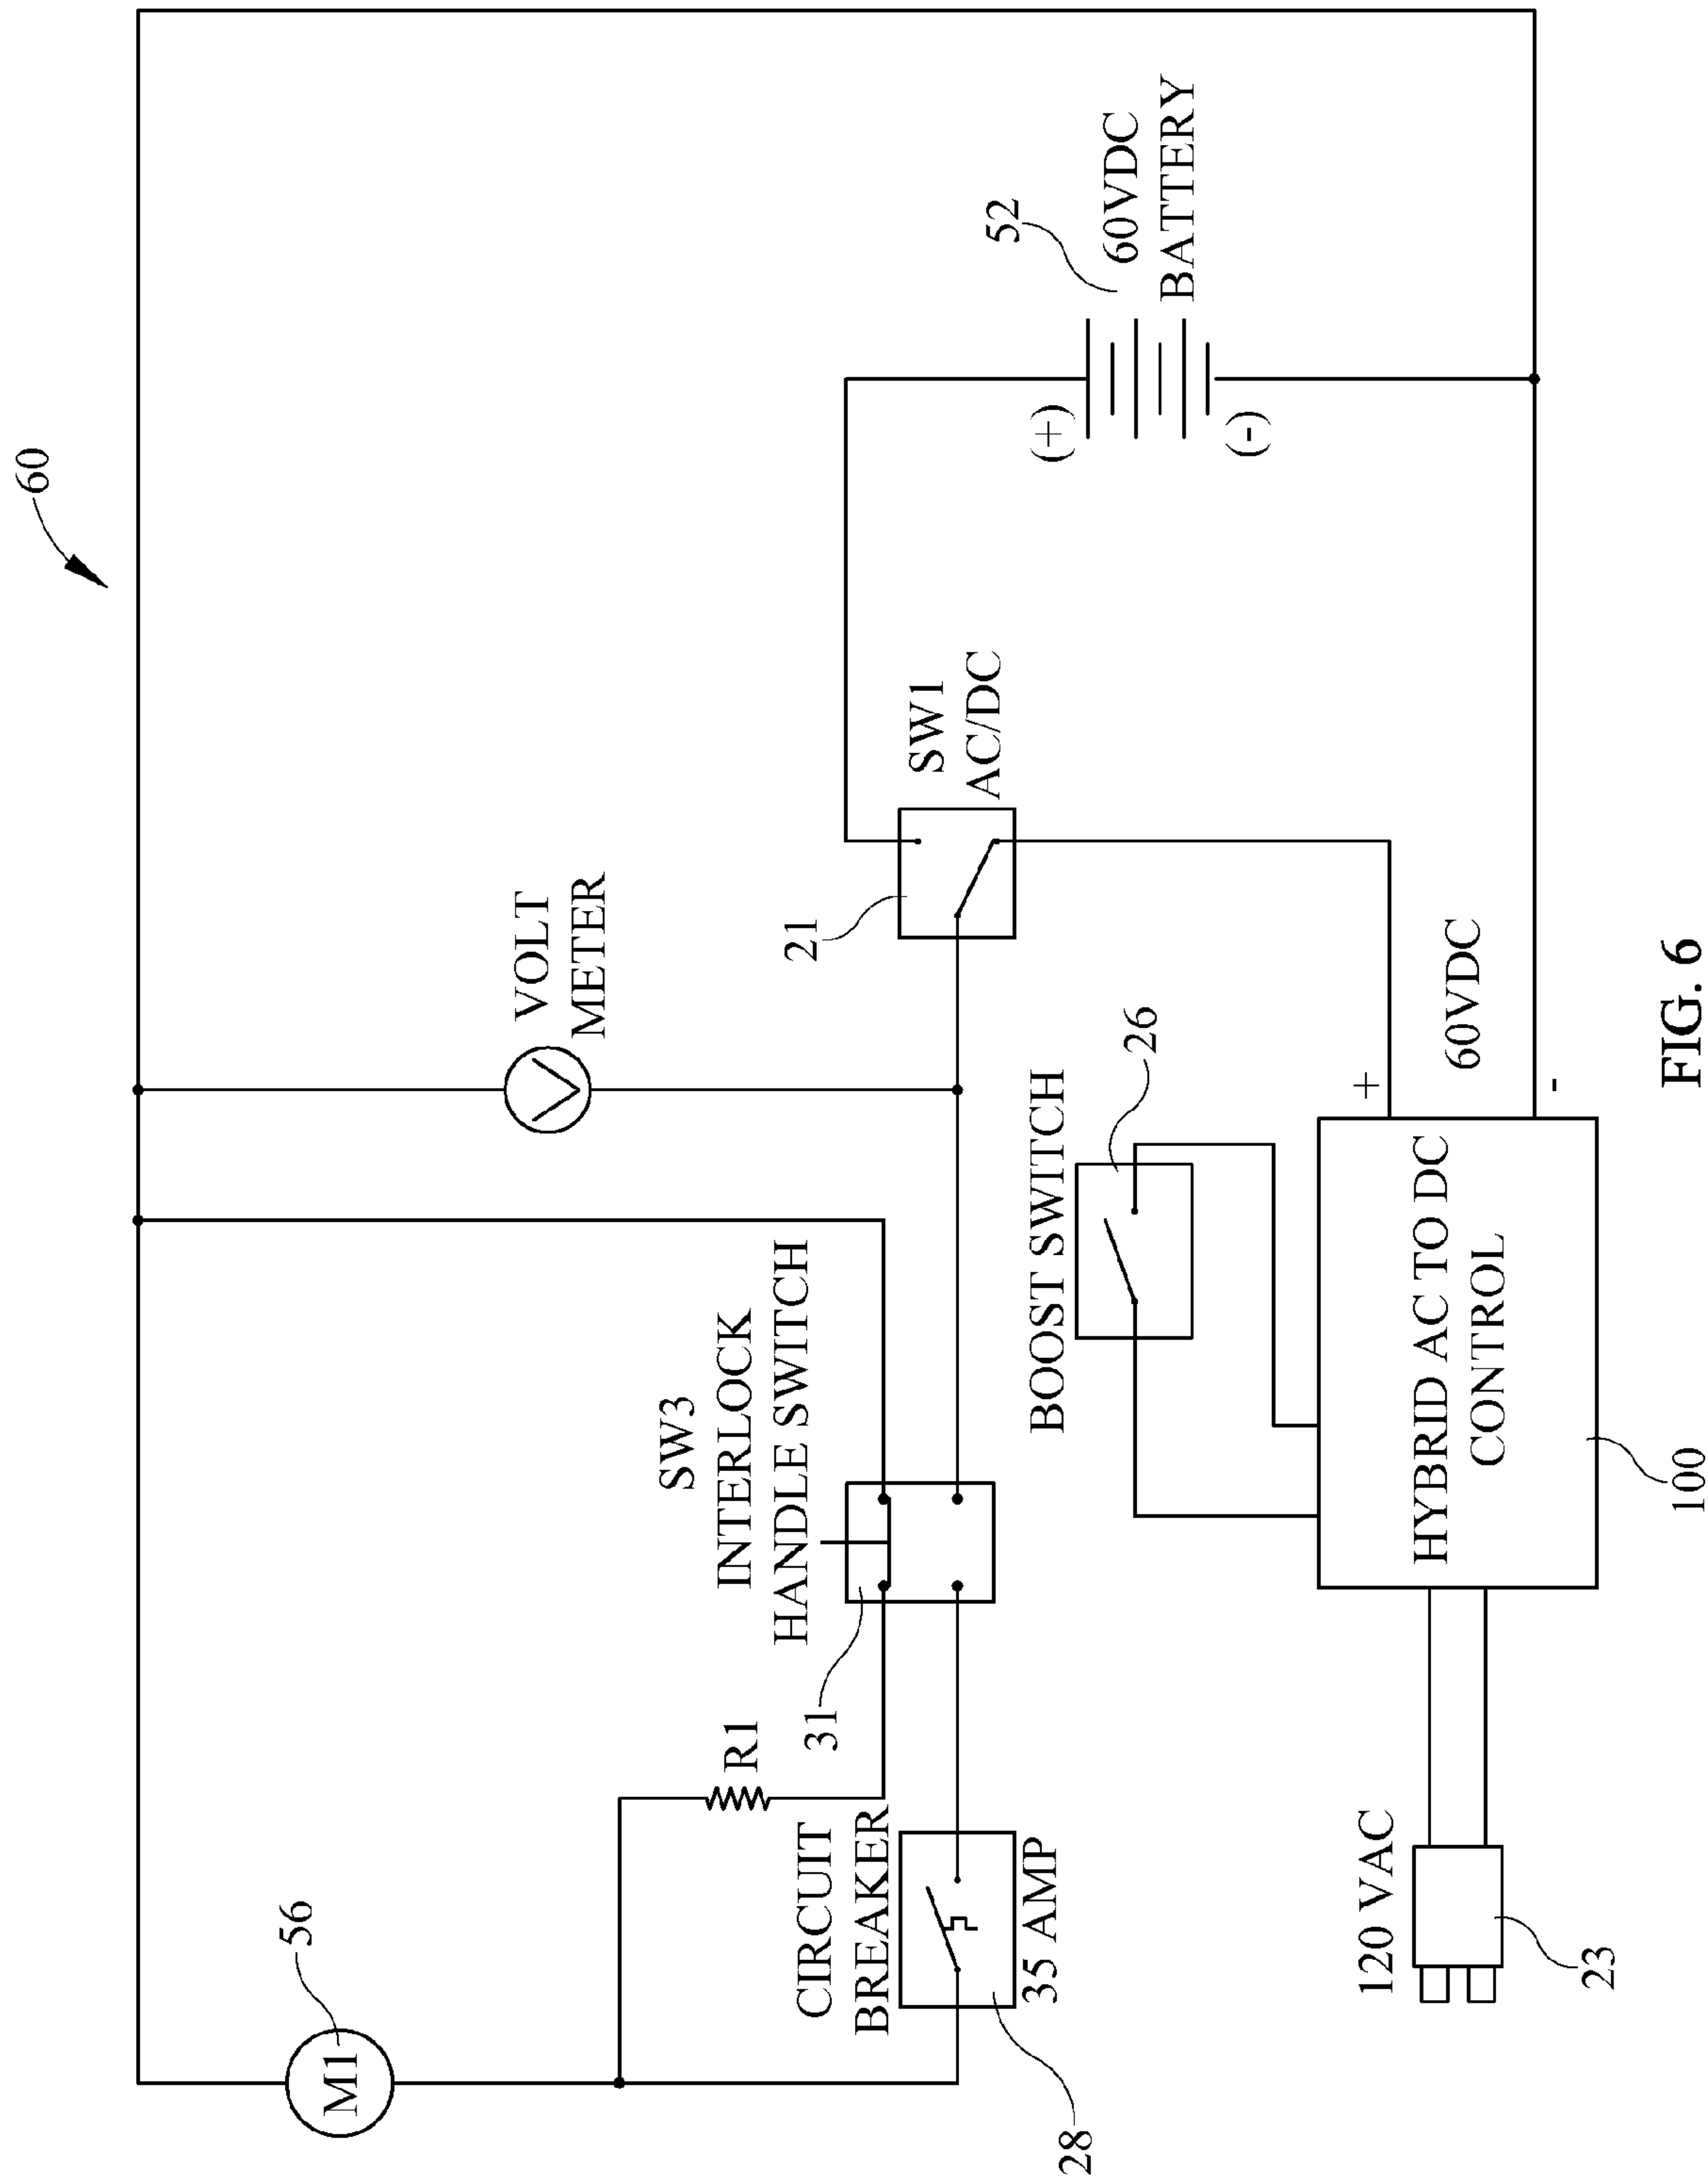 60
M1
56
R1
SW3
INTERLOCK
HANDLE SWITCH
31
CIRCUIT
BREAKER
35 AMP
28
VOLT
METER
21
SW1
AC/DC
52
60VDC
BATTERY
(+)
(-)
BOOST SWITCH
26
120 VAC
23
HYBRID AC TO DC
CONTROL
100
+
60VDC
-
FIG. 6